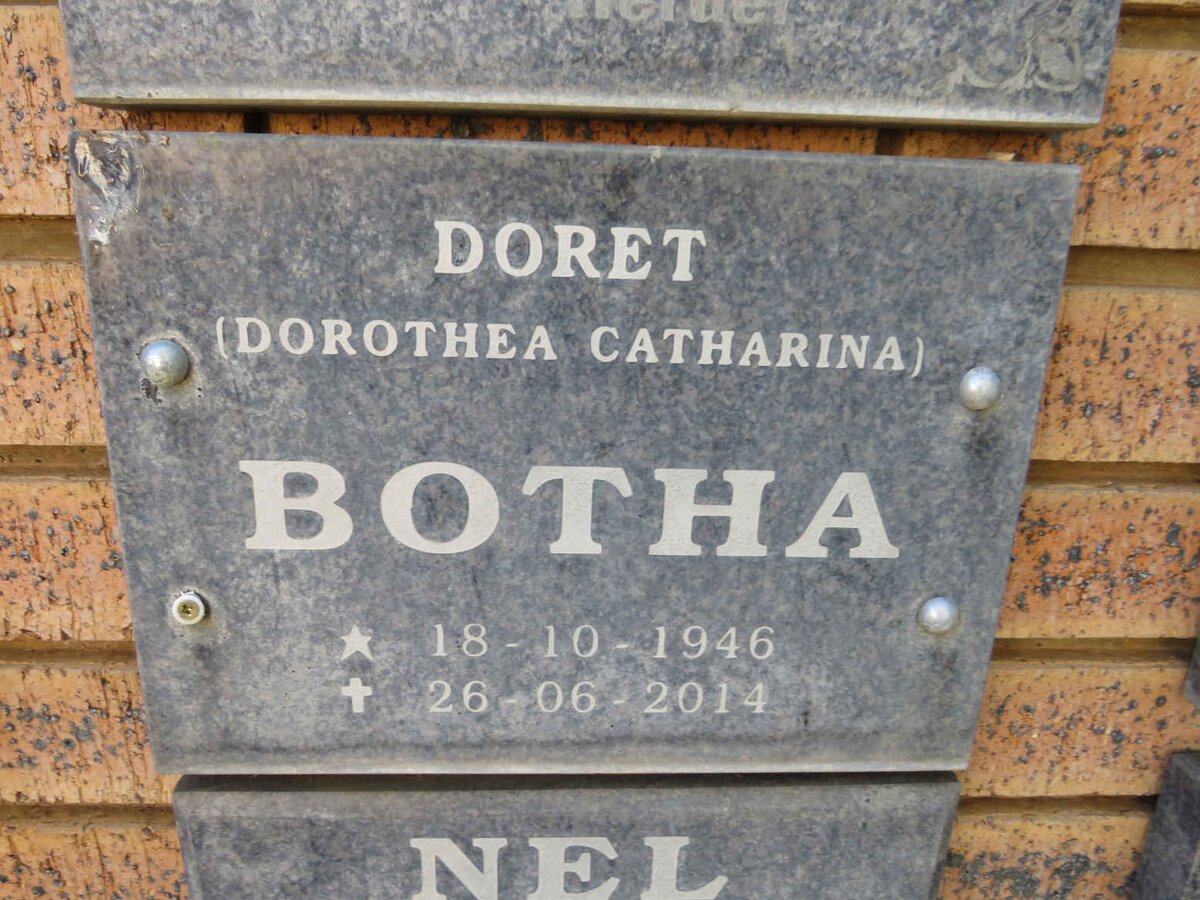 DORET
(DOROTHEA CATHARINA)
BOTHA
★ 18-10-1946
✝ 26-06-2014
NEL